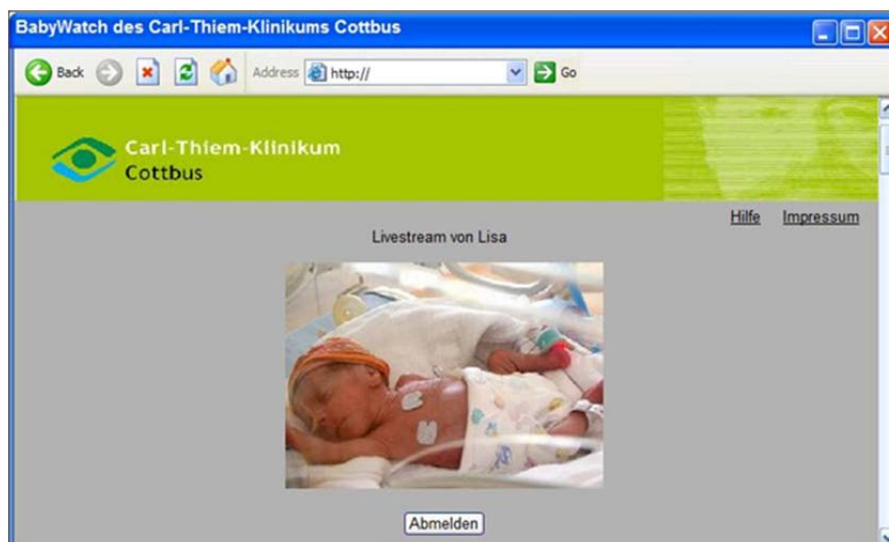 BabyWatch des Carl-Thiem-Klinikums Cottbus
Back Address http:// Go
Carl-Thiem-Klinikum
Cottbus
Hilfe Impressum
Livestream von Lisa
Abmelden